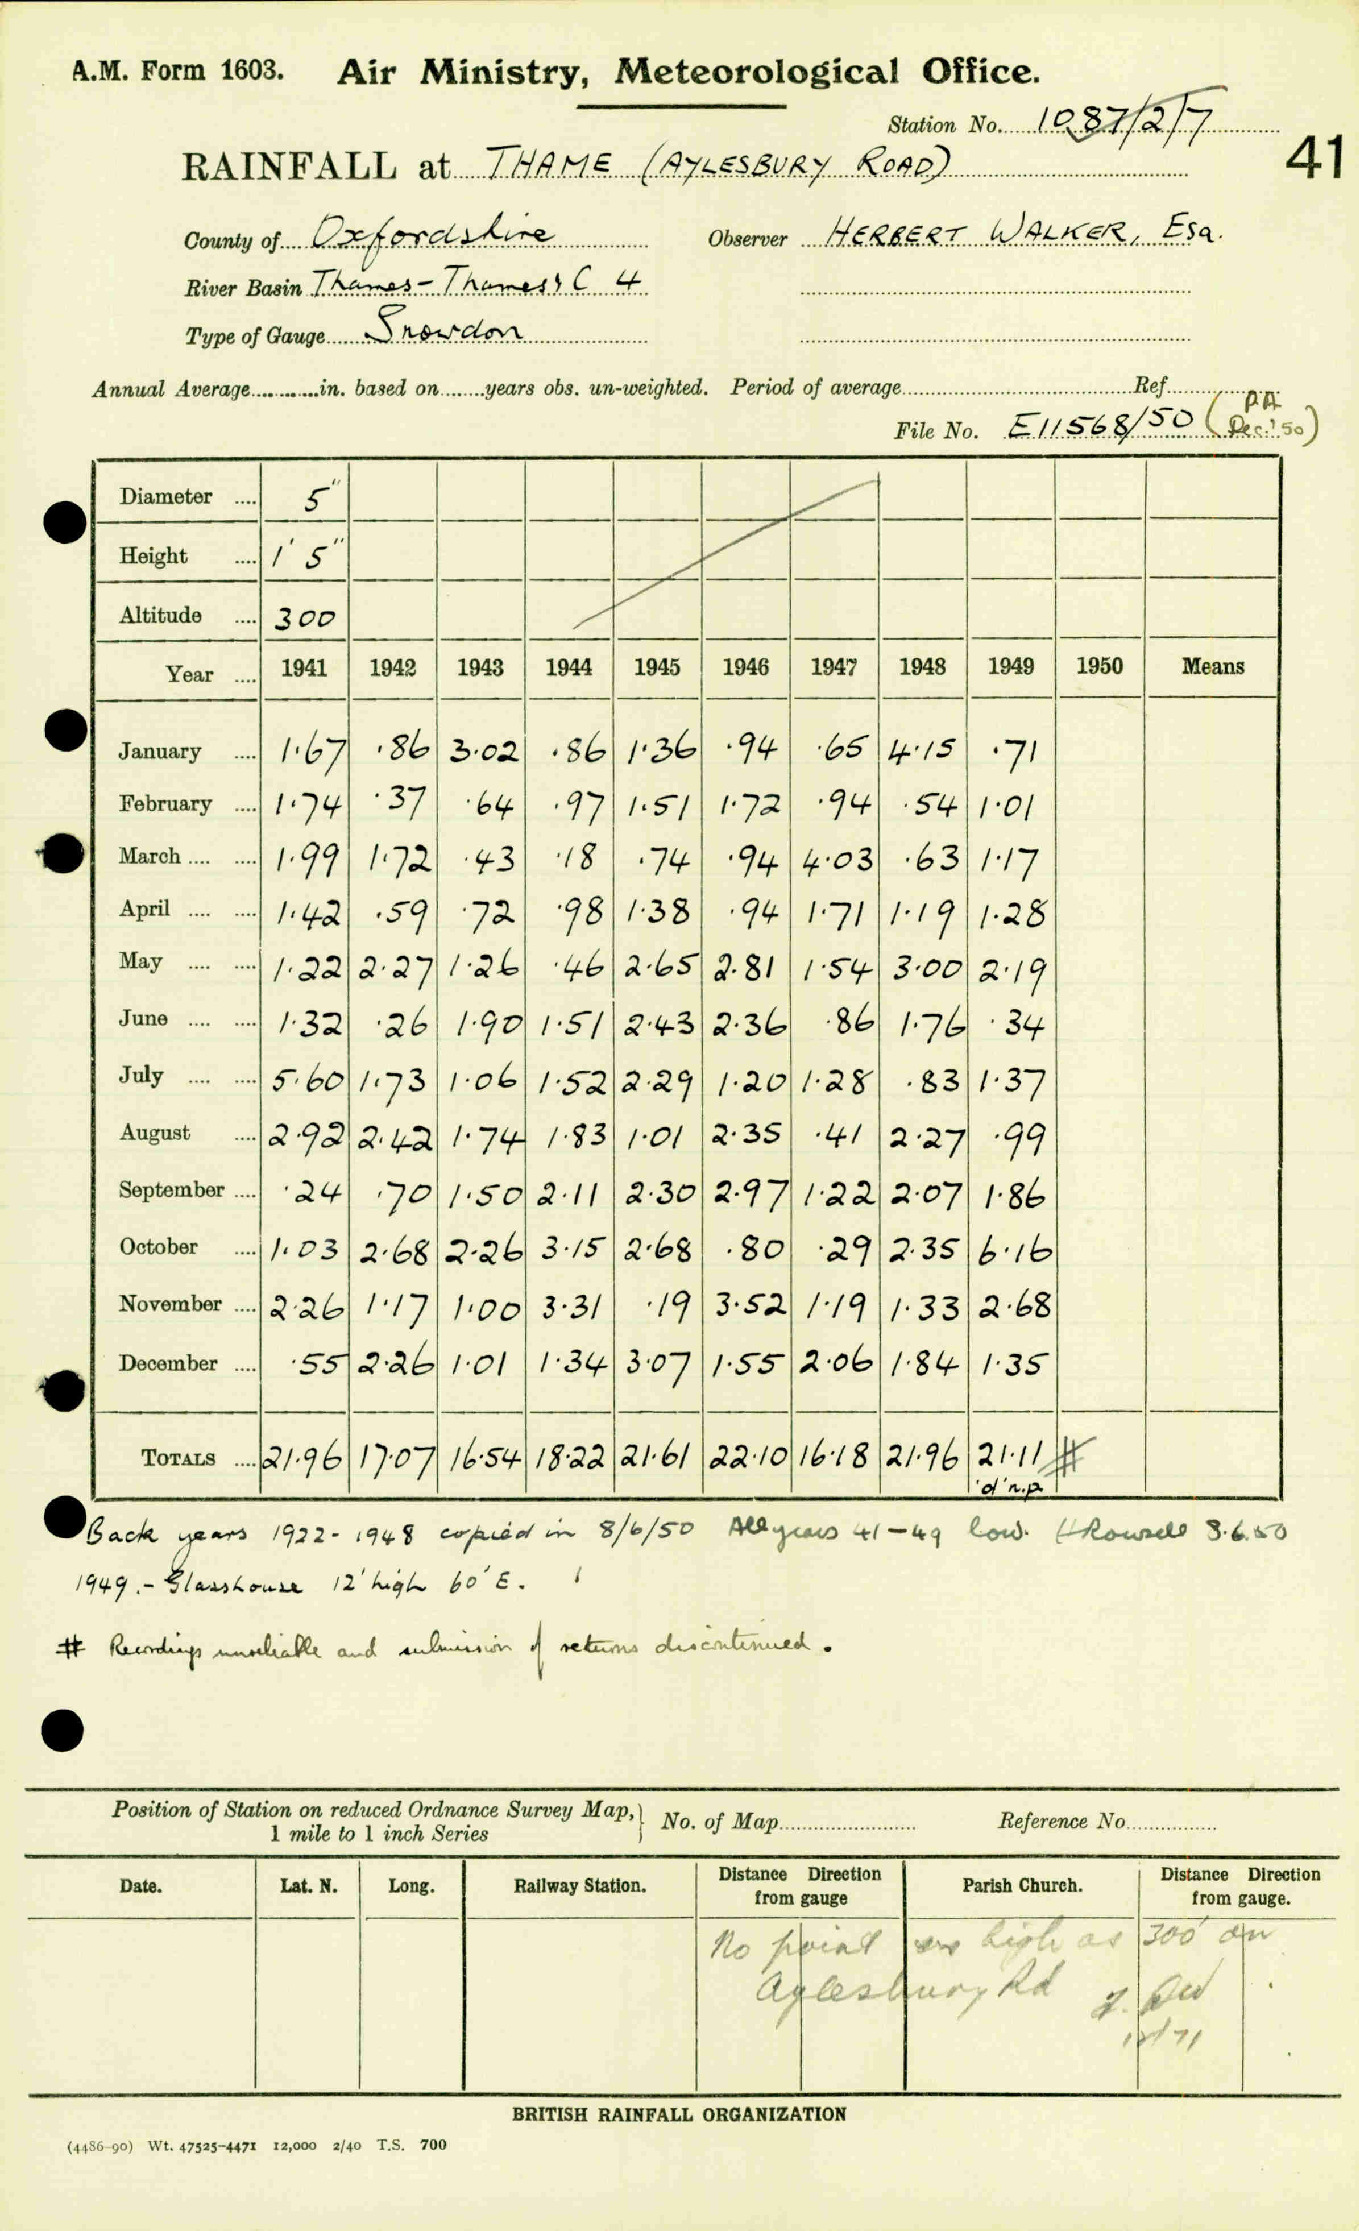 A.M. Form 1603. Air Ministry, Meteorological Office.
Station No. 1087/2/7
41
RAINFALL at THAME (AYLESBURY ROAD)
County of Oxfordshire Observer HERBERT WALKER, Esq.
River Basin Thames - Thames & C 4
Type of Gauge Snowdon
Annual Average in. based on years obs. un-weighted. Period of average Ref
File No. E11568/50 (PA Dec.'50)
Diameter .... 5"
Height .... 1' 5"
Altitude .... 300
Year .... 1941 1942 1943 1944 1945 1946 1947 1948 1949 1950 Means
January .... 1·67 ·86 3·02 ·86 1·36 ·94 ·65 4·15 ·71
February .... 1·74 ·37 ·64 ·97 1·51 1·72 ·94 ·54 1·01
March .... .... 1·99 1·72 ·43 ·18 ·74 ·94 4·03 ·63 1·17
April .... .... 1·42 ·59 ·72 ·98 1·38 ·94 1·71 1·19 1·28
May .... .... 1·22 2·27 1·26 ·46 2·65 2·81 1·54 3·00 2·19
June .... .... 1·32 ·26 1·90 1·51 2·43 2·36 ·86 1·76 ·34
July .... .... 5·60 1·73 1·06 1·52 2·29 1·20 1·28 ·83 1·37
August .... 2·92 2·42 1·74 1·83 1·01 2·35 ·41 2·27 ·99
September .... ·24 ·70 1·50 2·11 2·30 2·97 1·22 2·07 1·86
October .... 1·03 2·68 2·26 3·15 2·68 ·80 ·29 2·35 6·16
November .... 2·26 1·17 1·00 3·31 ·19 3·52 1·19 1·33 2·68
December .... ·55 2·26 1·01 1·34 3·07 1·55 2·06 1·84 1·35
TOTALS .... 21·96 17·07 16·54 18·22 21·61 22·10 16·18 21·96 21·11 #
'd' n.p.
Back years 1922 - 1948 copied in 8/6/50 All years 41-49 low. HRowsell 8.6.50
1949.- Glasshouse 12' high 60' E.
# Recordings unreliable and submission of returns discontinued.
Position of Station on reduced Ordnance Survey Map, 1 mile to 1 inch Series } No. of Map Reference No.
Date. Lat. N. Long. Railway Station. Distance Direction from gauge Parish Church. Distance Direction from gauge.
No point as high as 300' on
Aylesbury Rd
BRITISH RAINFALL ORGANIZATION
(4486-90) Wt. 47525-4471 12,000 2/40 T.S. 700